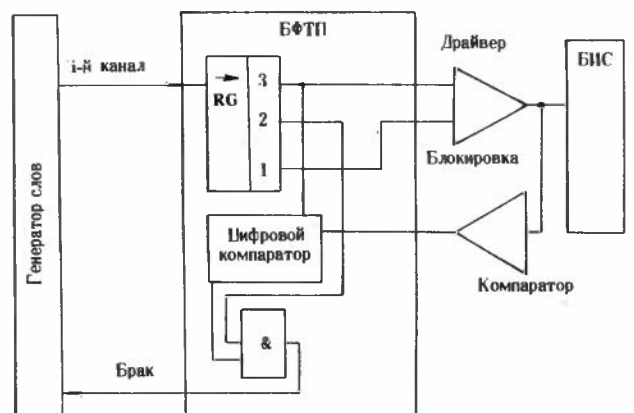 БФТП
Драйвер
БИС
i-й канал
RG
3
2
1
Блокировка
Генератор слов
Цифровой
компаратор
Компаратор
&
Брак